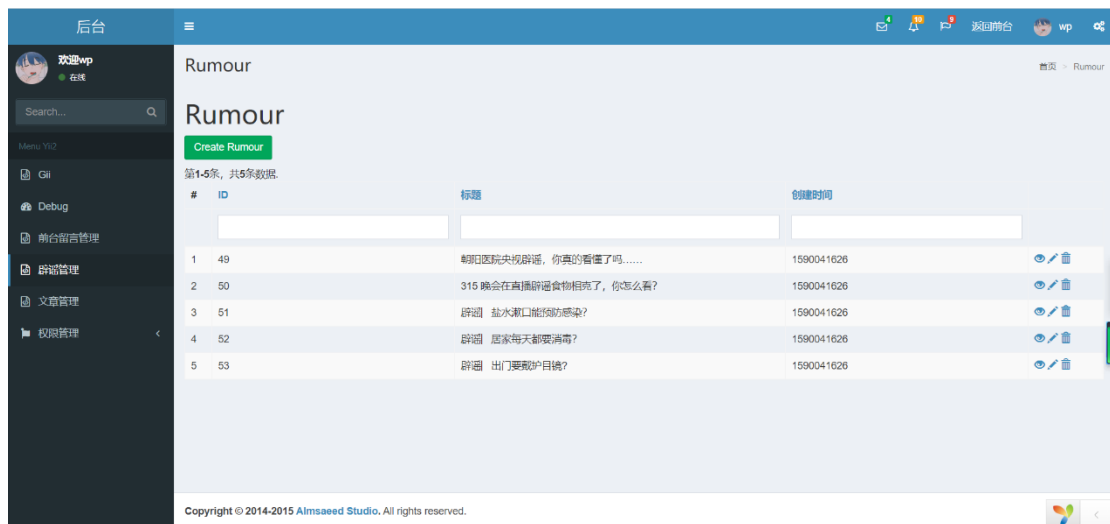 后台
4
10
9
返回前台
wp
欢迎wp
在线
Rumour
首页 > Rumour
Search...
Rumour
Menu Yii2
Create Rumour
Gii
第1-5条，共5条数据.
# ID 标题 创建时间
Debug
前台留言管理
辟谣管理
文章管理
权限管理
1 49 朝阳医院央视辟谣，你真的看懂了吗...... 1590041626
2 50 315 晚会在直播辟谣食物相克了，你怎么看？ 1590041626
3 51 辟谣| 盐水漱口能预防感染？ 1590041626
4 52 辟谣| 居家每天都要消毒？ 1590041626
5 53 辟谣| 出门要戴护目镜？ 1590041626
Copyright © 2014-2015 Almsaeed Studio. All rights reserved.